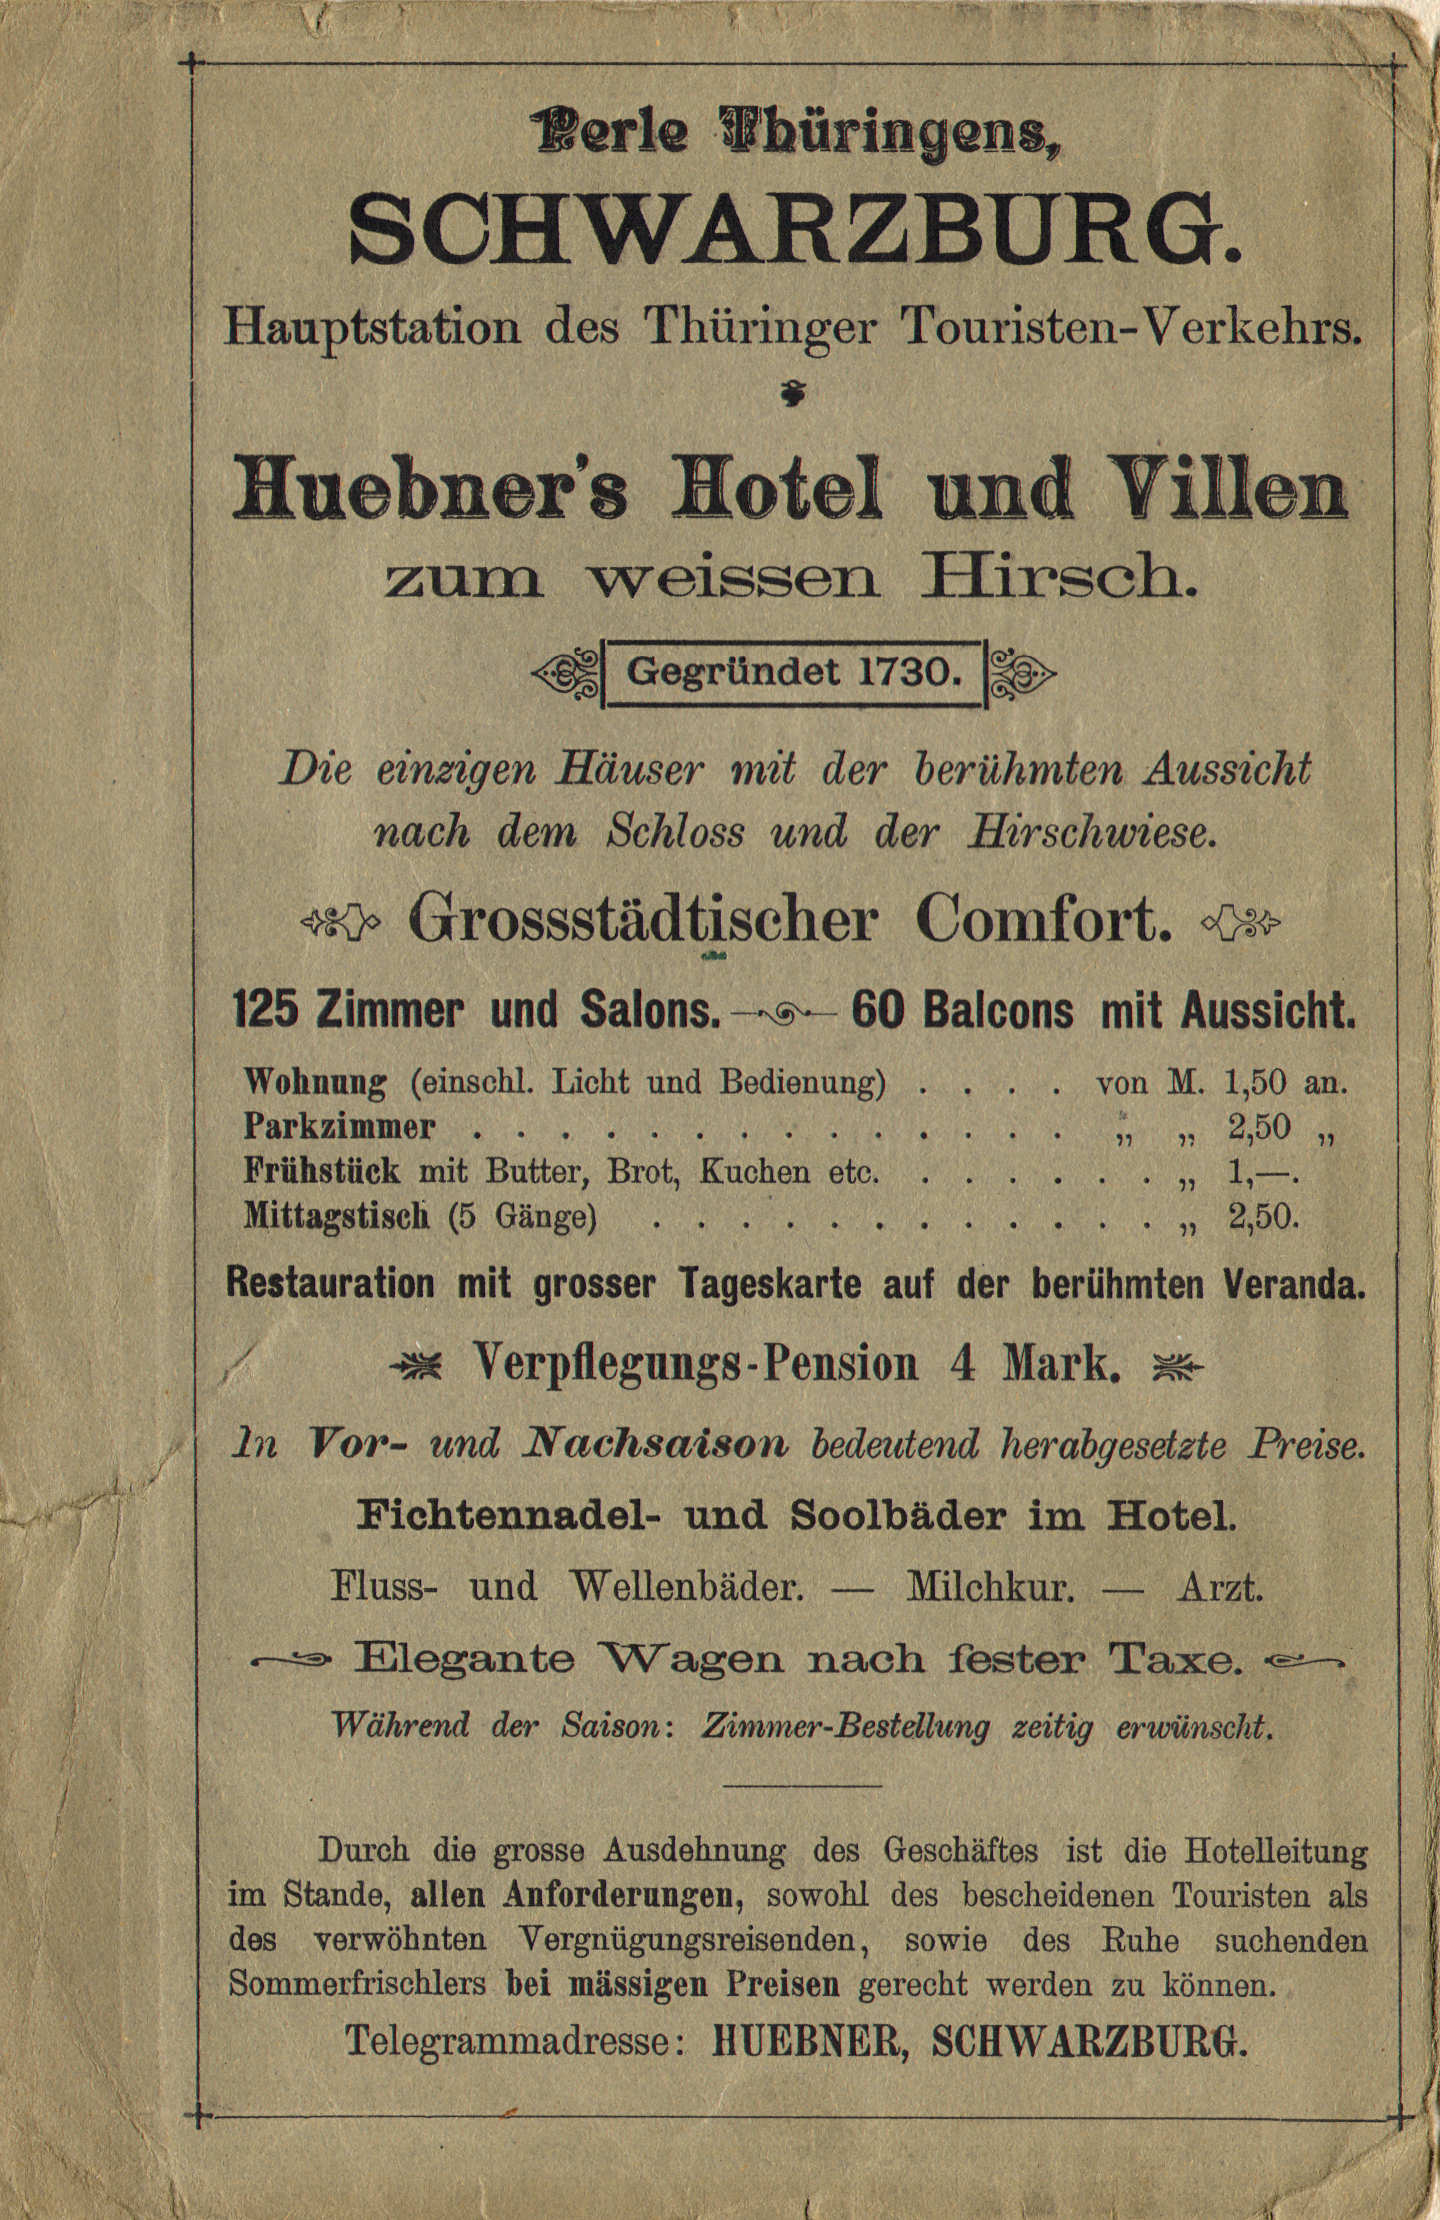 Perle Thüringens,
SCHWARZBURG.
Hauptstation des Thüringer Touristen-Verkehrs.
Huebner's Hotel und Villen
zum weissen Hirsch.
Gegründet 1730.
Die einzigen Häuser mit der berühmten Aussicht
nach dem Schloss und der Hirschwiese.
Grossstädtischer Comfort.
125 Zimmer und Salons. — 60 Balcons mit Aussicht.
Wohnung (einschl. Licht und Bedienung) . . . . von M. 1,50 an.
Parkzimmer . . . . . . . . . . . . . . „ „ 2,50 „
Frühstück mit Butter, Brot, Kuchen etc. . . . . . . „ 1,—.
Mittagstisch (5 Gänge) . . . . . . . . . . . . „ 2,50.
Restauration mit grosser Tageskarte auf der berühmten Veranda.
Verpflegungs-Pension 4 Mark.
In Vor- und Nachsaison bedeutend herabgesetzte Preise.
Fichtennadel- und Soolbäder im Hotel.
Fluss- und Wellenbäder. — Milchkur. — Arzt.
Elegante Wagen nach fester Taxe.
Während der Saison: Zimmer-Bestellung zeitig erwünscht.
Durch die grosse Ausdehnung des Geschäftes ist die Hotelleitung
im Stande, allen Anforderungen, sowohl des bescheidenen Touristen als
des verwöhnten Vergnügungsreisenden, sowie des Ruhe suchenden
Sommerfrischlers bei mässigen Preisen gerecht werden zu können.
Telegrammadresse: HUEBNER, SCHWARZBURG.